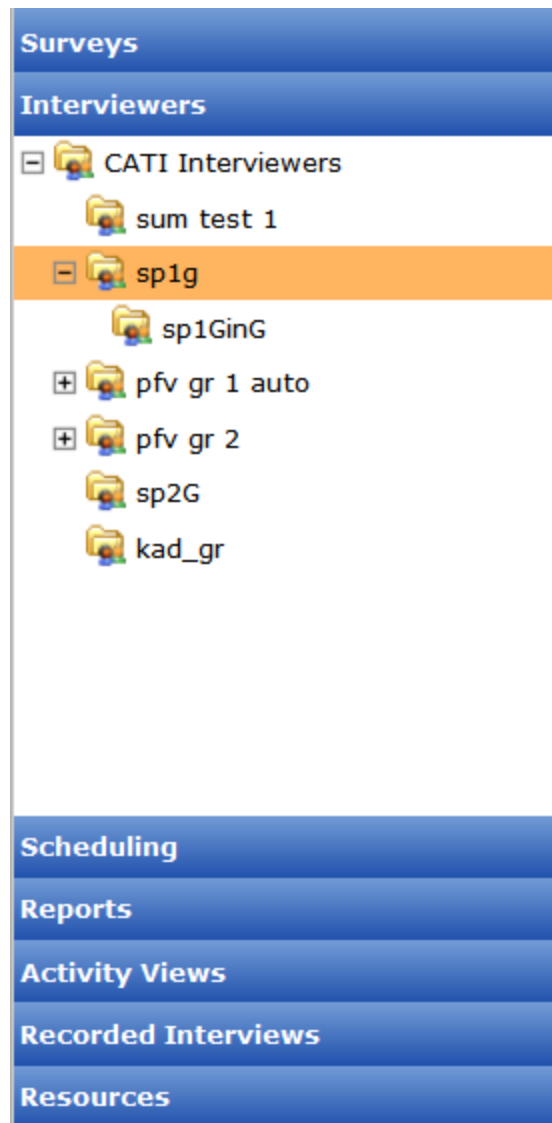 Surveys
Interviewers
CATI Interviewers
sum test 1
sp1g
sp1GinG
pfv gr 1 auto
pfv gr 2
sp2G
kad_gr
Scheduling
Reports
Activity Views
Recorded Interviews
Resources